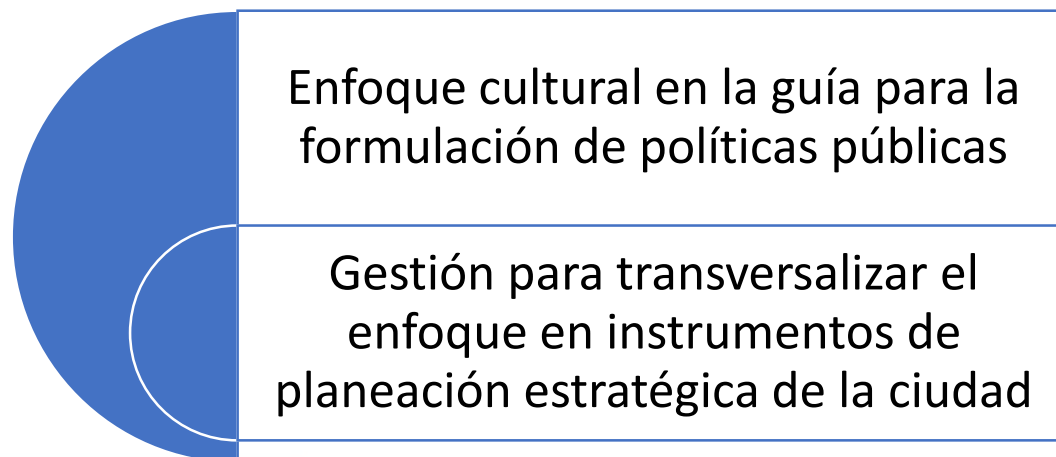 Enfoque cultural en la guía para la
formulación de políticas públicas
Gestión para transversalizar el
enfoque en instrumentos de
planeación estratégica de la ciudad